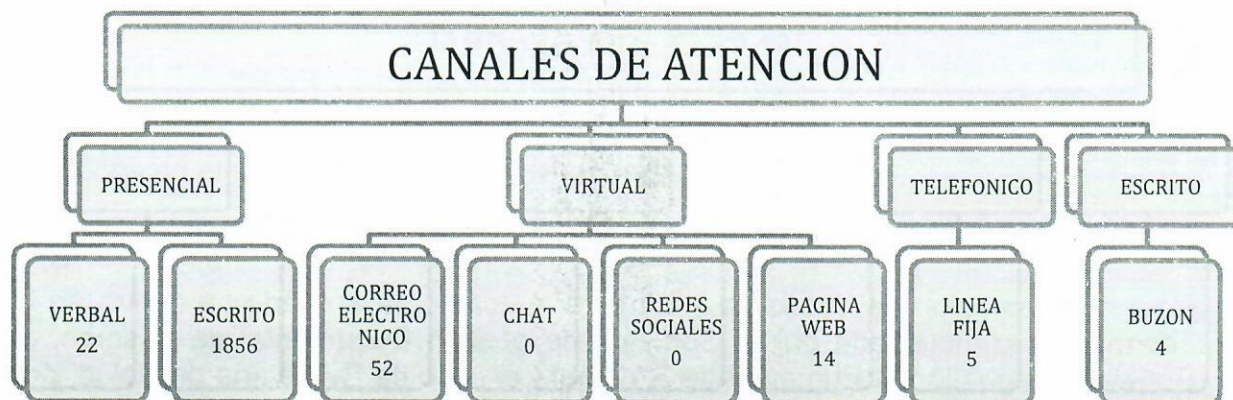 CANALES DE ATENCION
PRESENCIAL
VIRTUAL
TELEFONICO
ESCRITO
VERBAL
22
ESCRITO
1856
CORREO
ELECTRO
NICO
52
CHAT
0
REDES
SOCIALES
0
PAGINA
WEB
14
LINEA
FIJA
5
BUZON
4